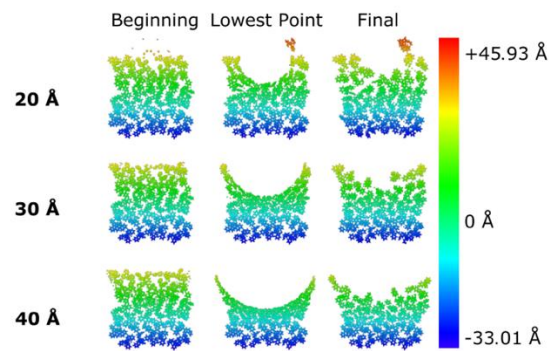 Beginning Lowest Point Final
+45.93 Å
20 Å
30 Å
0 Å
40 Å
-33.01 Å